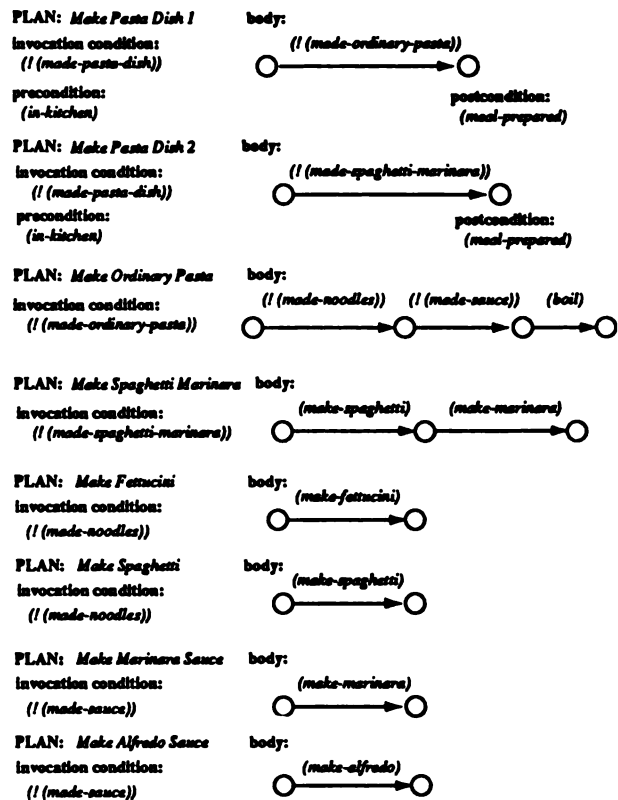 PLAN: Make Pasta Dish 1 body:
invocation condition: (! (made-ordinary-pasta))
(! (made-pasta-dish))
precondition: postcondition:
(in-kitchen) (meal-prepared)
PLAN: Make Pasta Dish 2 body:
invocation condition: (! (made-spaghetti-marinara))
(! (made-pasta-dish))
precondition: postcondition:
(in-kitchen) (meal-prepared)
PLAN: Make Ordinary Pasta body:
invocation condition: (! (made-noodles)) (! (made-sauce)) (boil)
(! (made-ordinary-pasta))
PLAN: Make Spaghetti Marinara body:
invocation condition: (make-spaghetti) (make-marinara)
(! (made-spaghetti-marinara))
PLAN: Make Fettucini body:
invocation condition: (make-fettucini)
(! (made-noodles))
PLAN: Make Spaghetti body:
invocation condition: (make-spaghetti)
(! (made-noodles))
PLAN: Make Marinara Sauce body:
invocation condition: (make-marinara)
(! (made-sauce))
PLAN: Make Alfredo Sauce body:
invocation condition: (make-alfredo)
(! (made-sauce))